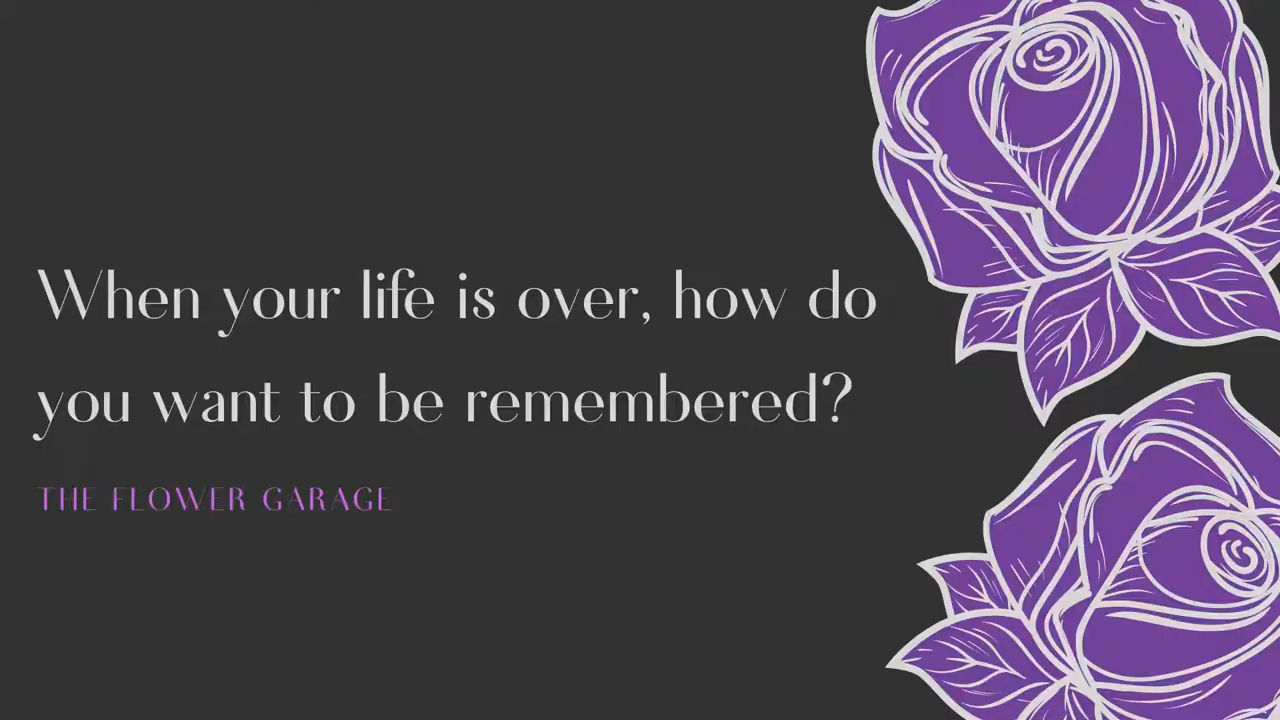 When your life is over, how do
you want to be remembered?
THE FLOWER GARAGE